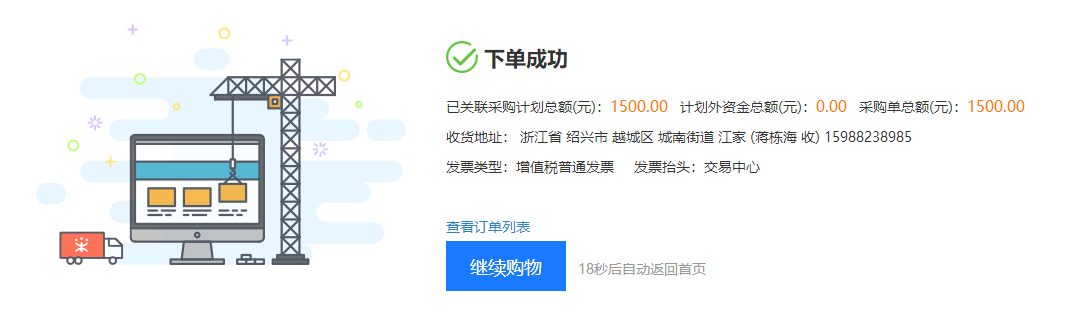 下单成功
已关联采购计划总额(元)：1500.00 计划外资金总额(元)：0.00 采购单总额(元)：1500.00
收货地址： 浙江省 绍兴市 越城区 城南街道 江家 (蒋栋海 收) 15988238985
发票类型：增值税普通发票 发票抬头：交易中心
查看订单列表
继续购物 18秒后自动返回首页
采